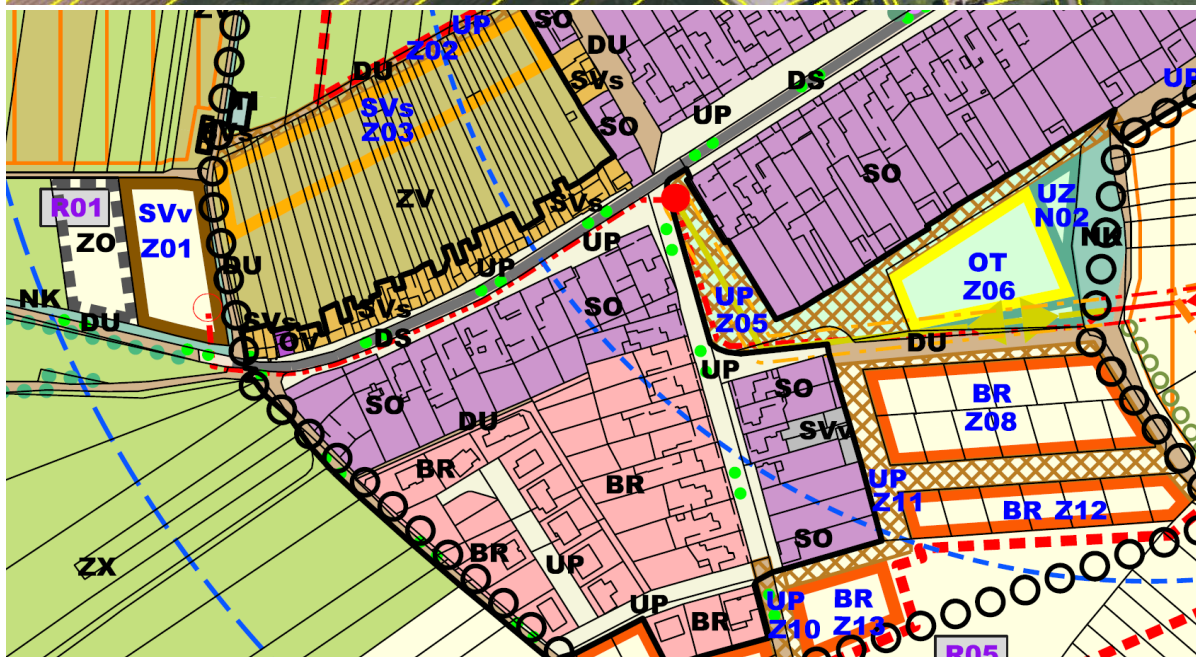 SO
UP
Z02
DU
DU
SVs
SVs
Z03
SO
UP
DS
SO
ZV
SVs
R01
SVv
Z01
ZO
DU
UP
UP
UZ
N02
NK
OT
Z06
NK
DU
SVs
SVs
OV
DS
SO
UP
Z05
DU
UP
SO
SO
DU
SVv
BR
Z08
BR
BR
UP
Z11
BR Z12
BR
UP
SO
ZX
UP
BR
UP
Z10
BR
Z13
R05